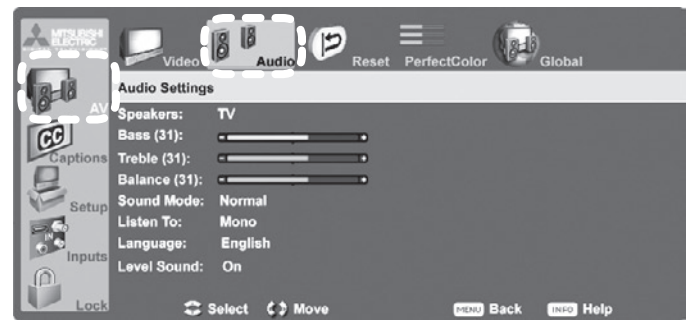 MITSUBISHI
ELECTRIC
Video Audio Reset PerfectColor Global
AV
Captions
Setup
IN
Inputs
Lock
Audio Settings
Speakers: TV
Bass (31):
Treble (31):
Balance (31):
Sound Mode: Normal
Listen To: Mono
Language: English
Level Sound: On
Select Move MENU Back INFO Help
CC